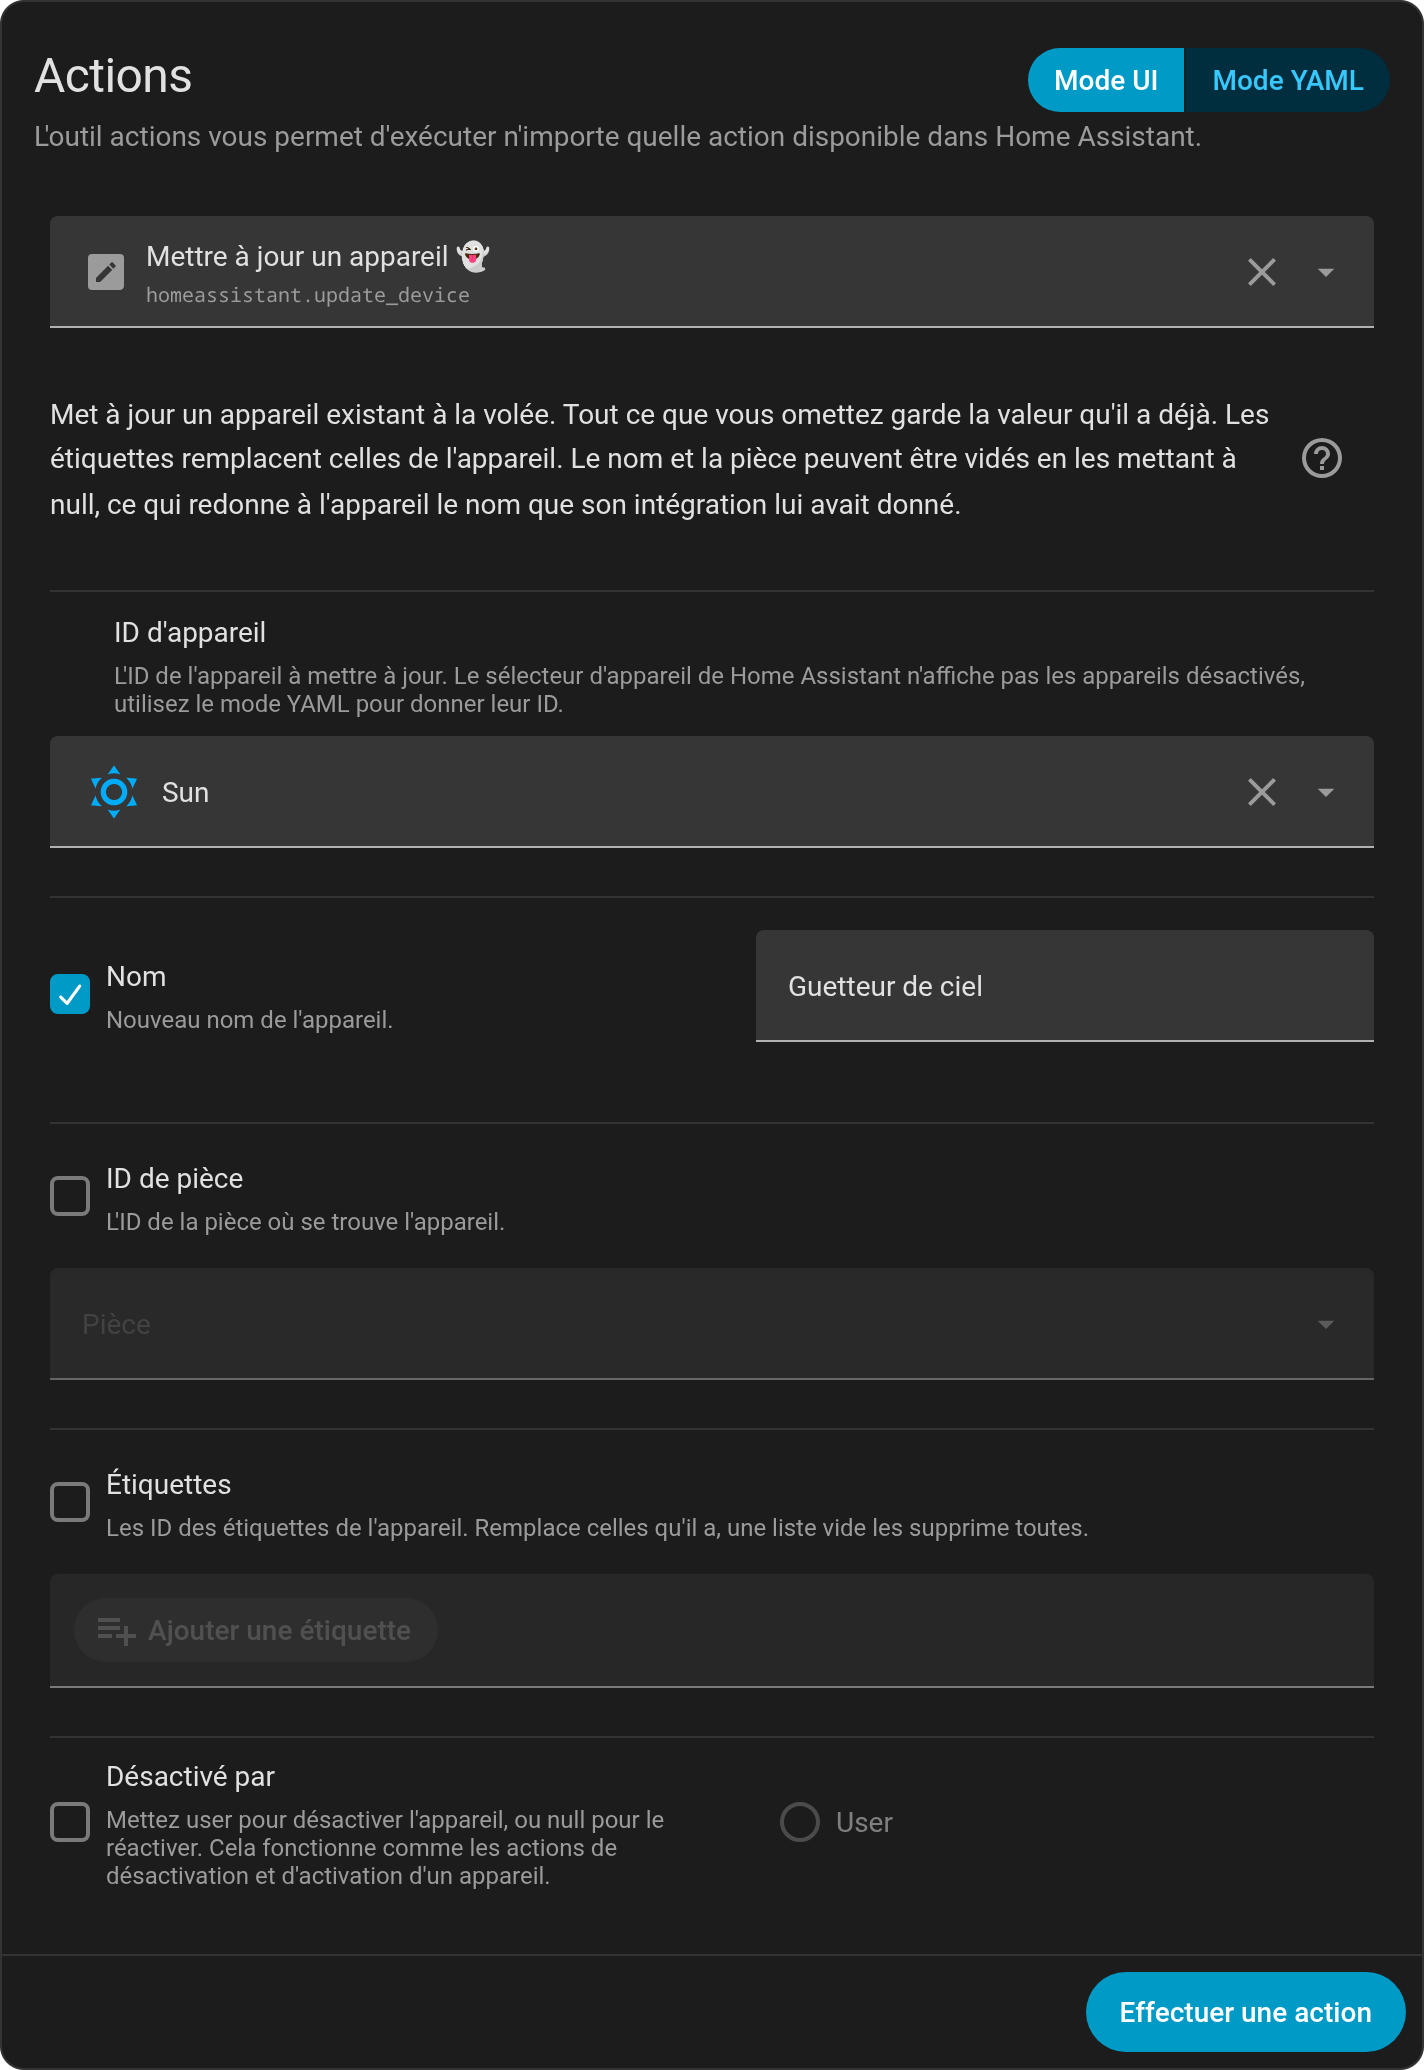 Actions
Mode UI
Mode YAML
L'outil actions vous permet d'exécuter n'importe quelle action disponible dans Home Assistant.
Mettre à jour un appareil 👻
homeassistant.update_device
Met à jour un appareil existant à la volée. Tout ce que vous omettez garde la valeur qu'il a déjà. Les
étiquettes remplacent celles de l'appareil. Le nom et la pièce peuvent être vidés en les mettant à
null, ce qui redonne à l'appareil le nom que son intégration lui avait donné.
ID d'appareil
L'ID de l'appareil à mettre à jour. Le sélecteur d'appareil de Home Assistant n'affiche pas les appareils désactivés,
utilisez le mode YAML pour donner leur ID.
Sun
Nom
Nouveau nom de l'appareil.
Guetteur de ciel
ID de pièce
L'ID de la pièce où se trouve l'appareil.
Pièce
Étiquettes
Les ID des étiquettes de l'appareil. Remplace celles qu'il a, une liste vide les supprime toutes.
Ajouter une étiquette
Désactivé par
Mettez user pour désactiver l'appareil, ou null pour le
réactiver. Cela fonctionne comme les actions de
désactivation et d'activation d'un appareil.
User
Effectuer une action